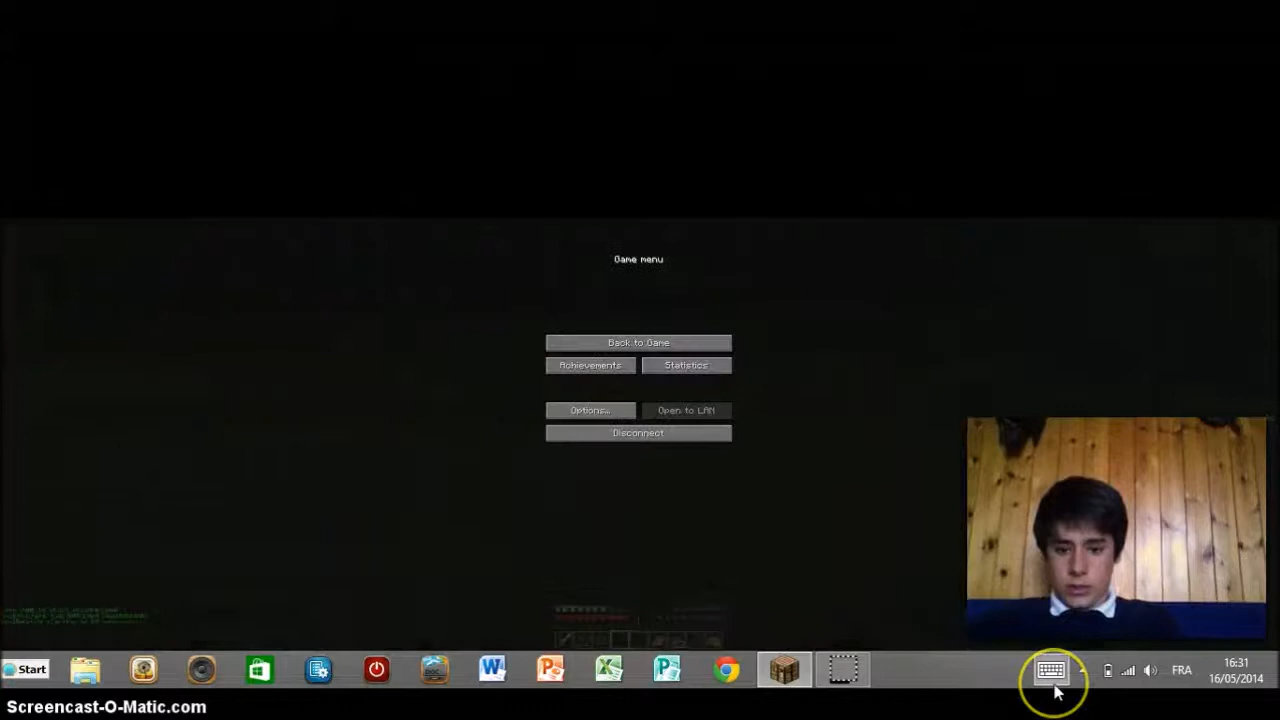 Game menu
Back to Game
Achievements Statistics
Options... Open to LAN
Disconnect
Start
FRA
16:31
16/05/2014
Screencast-O-Matic.com